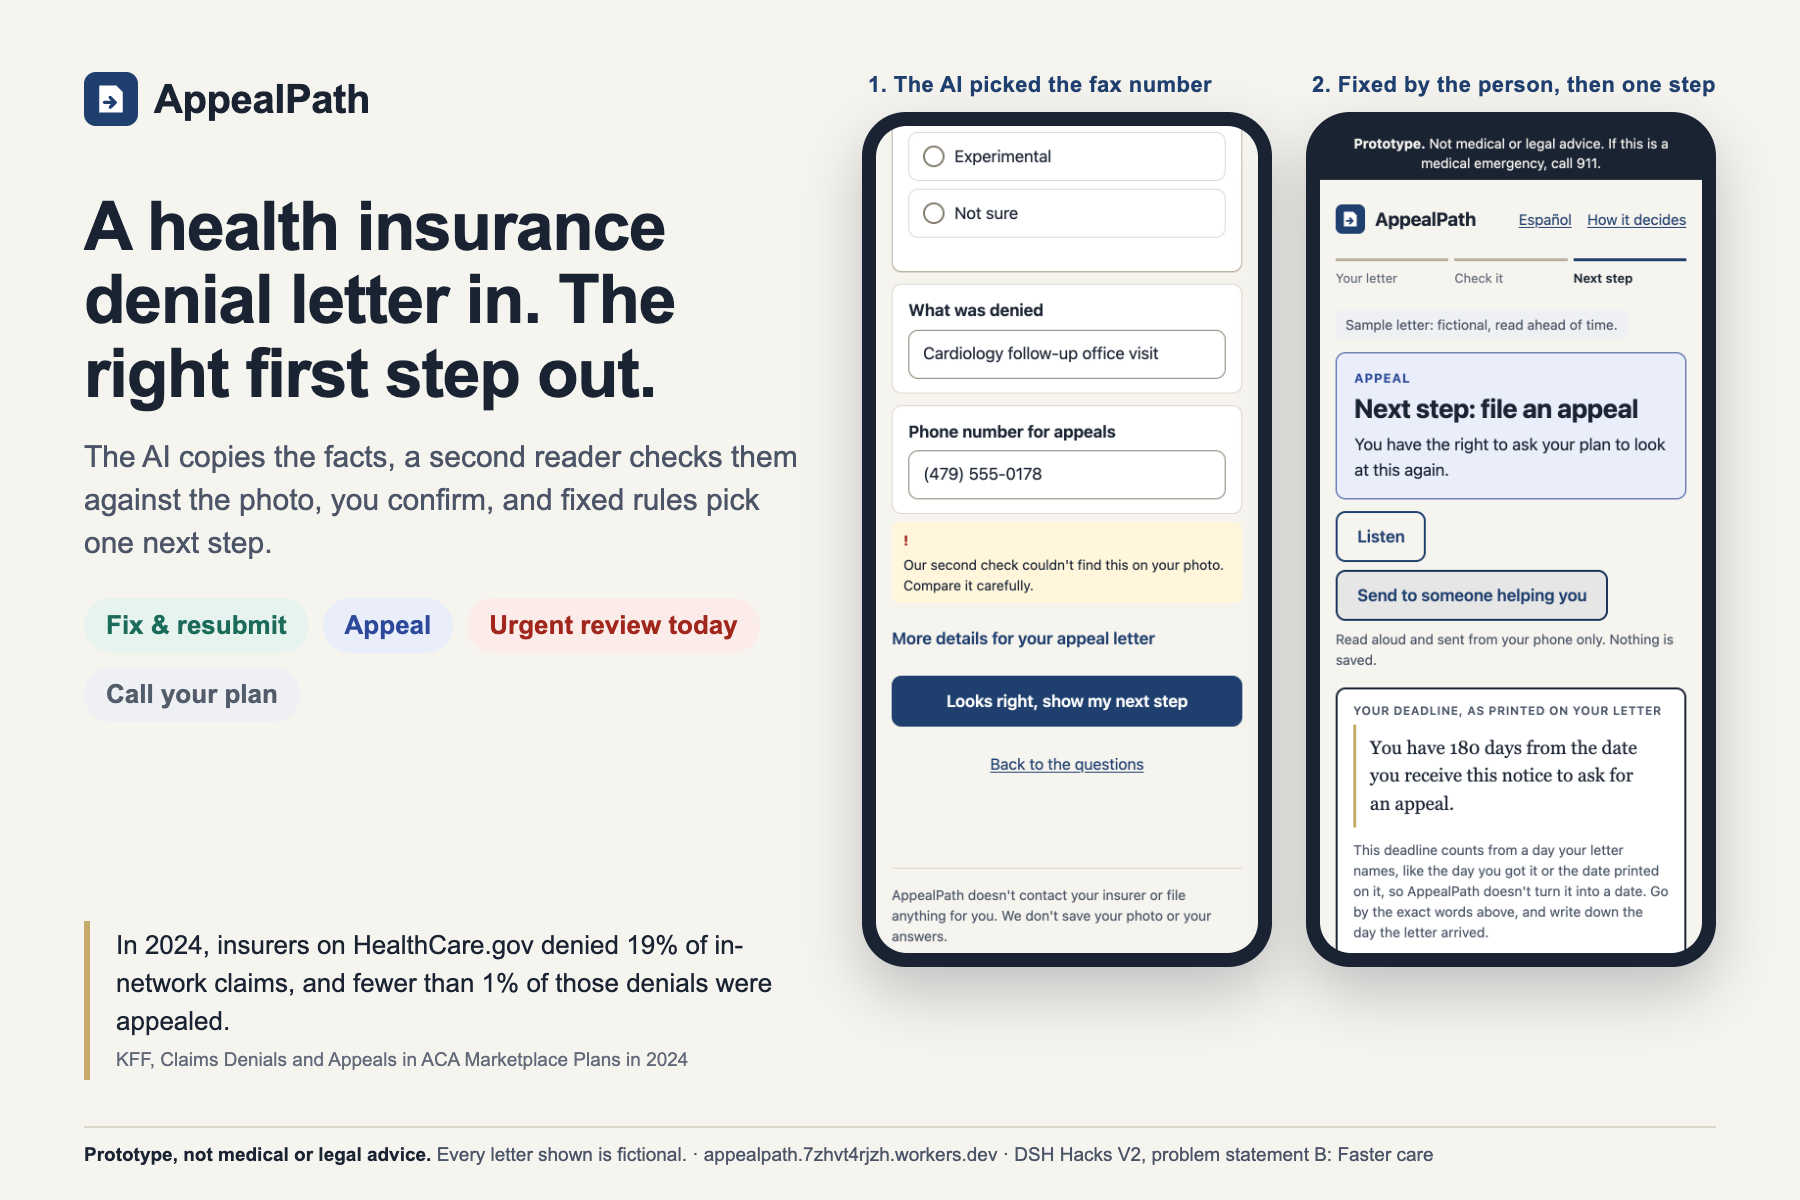 AppealPath
A health insurance
denial letter in. The
right first step out.
The AI copies the facts, a second reader checks them
against the photo, you confirm, and fixed rules pick
one next step.
Fix & resubmit
Appeal
Urgent review today
Call your plan
In 2024, insurers on HealthCare.gov denied 19% of in-
network claims, and fewer than 1% of those denials were
appealed.
KFF, Claims Denials and Appeals in ACA Marketplace Plans in 2024
1. The AI picked the fax number
Experimental
Not sure
What was denied
Cardiology follow-up office visit
Phone number for appeals
(479) 555-0178
!
Our second check couldn't find this on your photo.
Compare it carefully.
More details for your appeal letter
Looks right, show my next step
Back to the questions
AppealPath doesn't contact your insurer or file
anything for you. We don't save your photo or your
answers.
2. Fixed by the person, then one step
Prototype. Not medical or legal advice. If this is a
medical emergency, call 911.
AppealPath
Español
How it decides
Your letter
Check it
Next step
Sample letter: fictional, read ahead of time.
APPEAL
Next step: file an appeal
You have the right to ask your plan to look
at this again.
Listen
Send to someone helping you
Read aloud and sent from your phone only. Nothing is
saved.
YOUR DEADLINE, AS PRINTED ON YOUR LETTER
You have 180 days from the date
you receive this notice to ask for
an appeal.
This deadline counts from a day your letter
names, like the day you got it or the date printed
on it, so AppealPath doesn't turn it into a date. Go
by the exact words above, and write down the
day the letter arrived.
Prototype, not medical or legal advice. Every letter shown is fictional. · appealpath.7zhvt4rjzh.workers.dev · DSH Hacks V2, problem statement B: Faster care